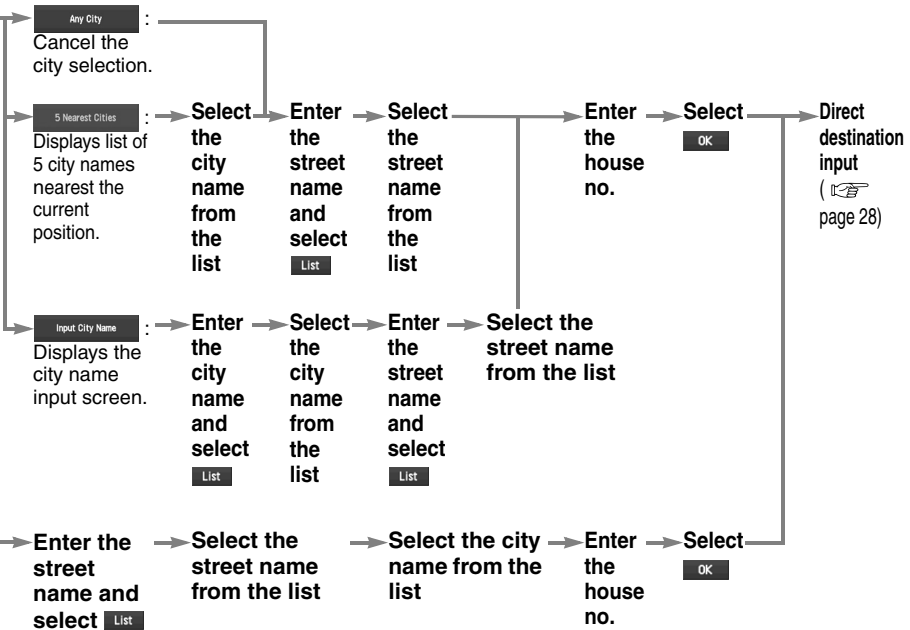 Any City :
Cancel the
city selection.
5 Nearest Cities :
Displays list of
5 city names
nearest the
current
position.
Select
the
city
name
from
the
list
Enter
the
street
name
and
select
List
Select
the
street
name
from
the
list
Enter
the
house
no.
Select
OK
Direct
destination
input
(
page 28)
Input City Name :
Displays the
city name
input screen.
Enter
the
city
name
and
select
List
Select
the
city
name
from
the
list
Enter
the
street
name
and
select
List
Select the
street name
from the list
Enter the
street
name and
select List
Select the
street name
from the list
Select the city
name from the
list
Enter
the
house
no.
Select
OK